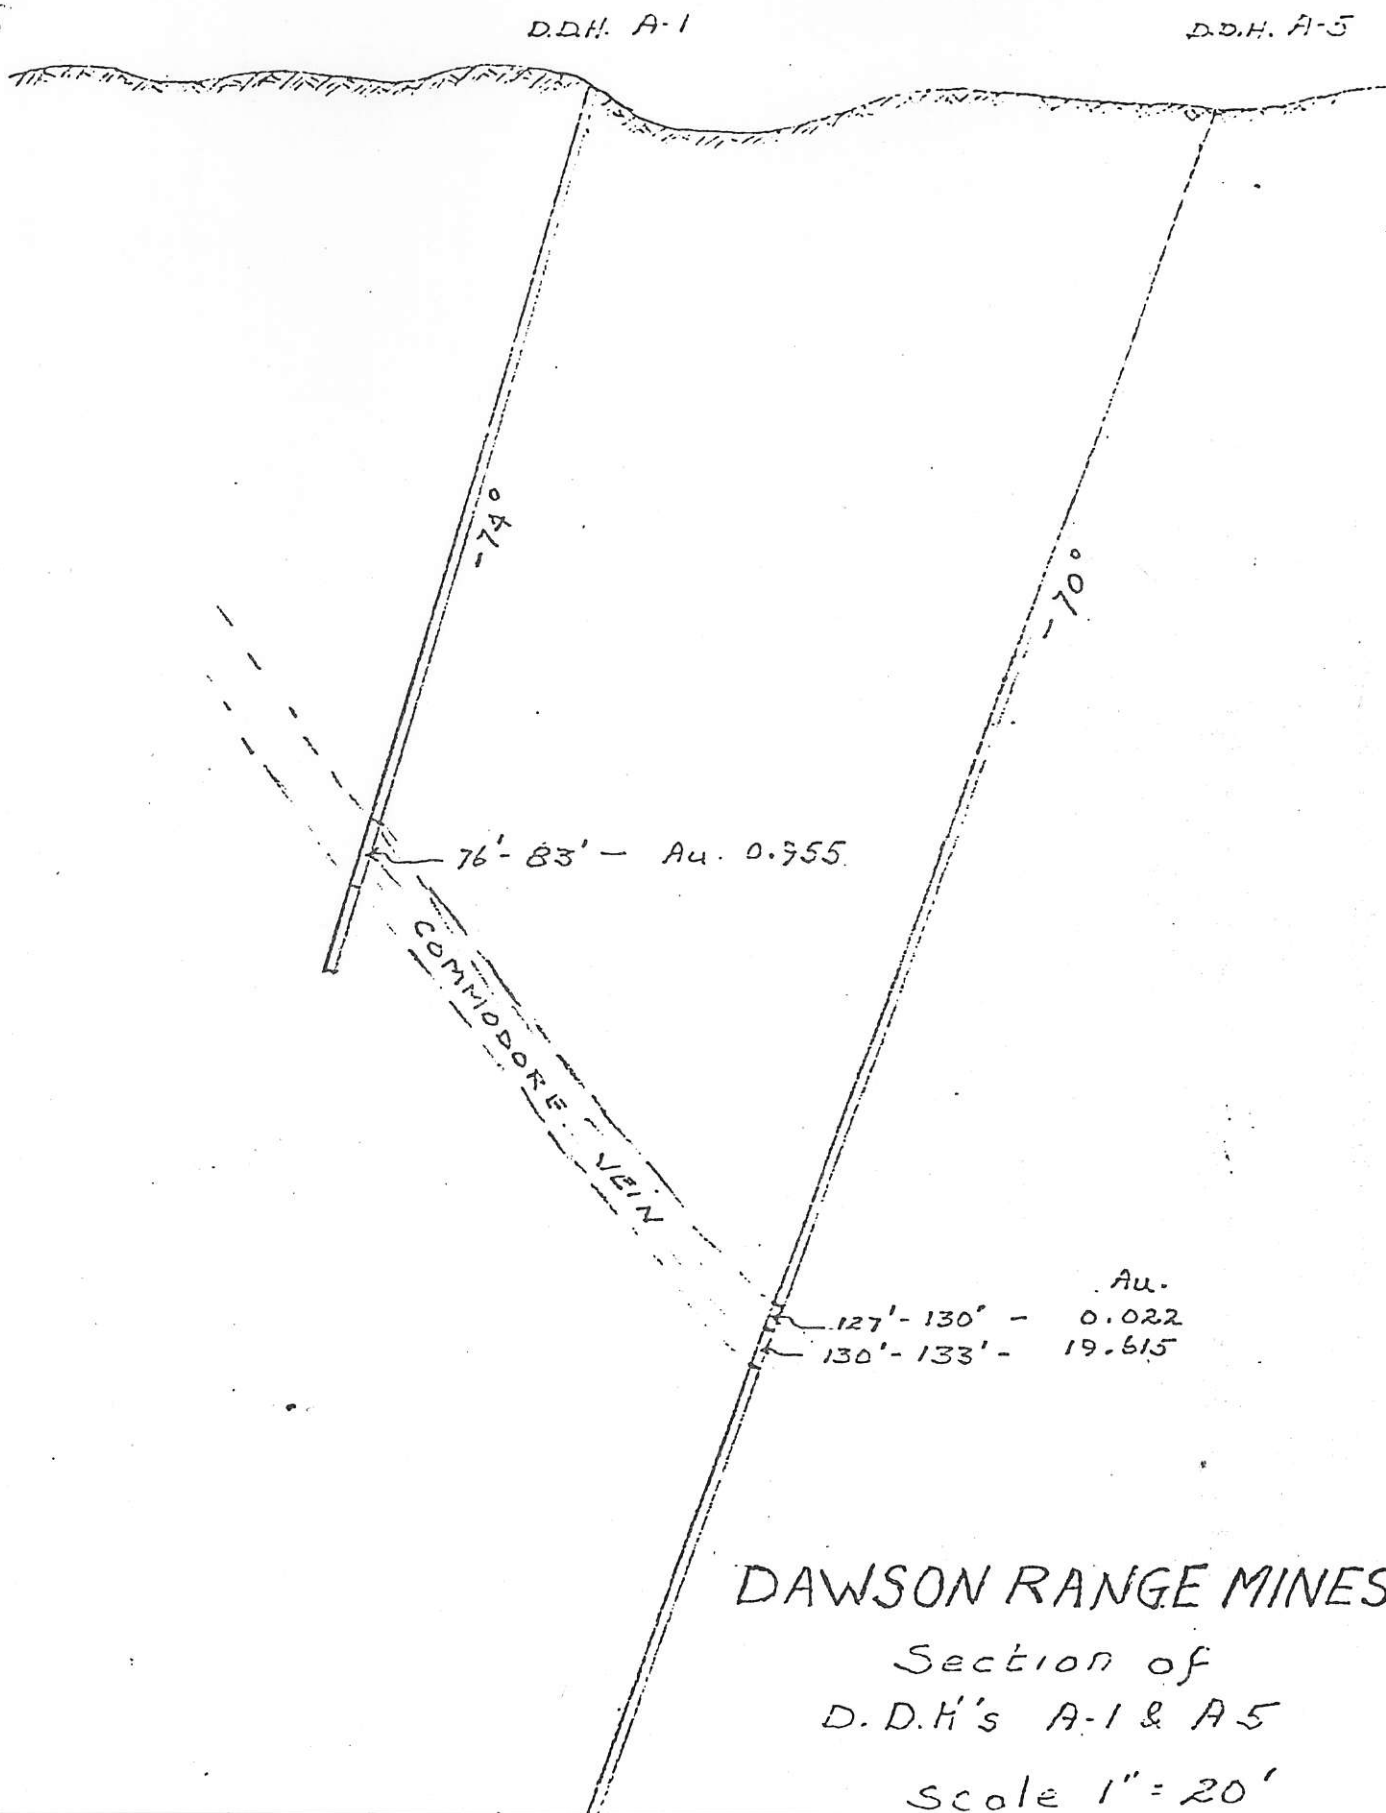 D.D.H. A-1
D.D.H. A-5
-74°
-70°
76'-83' - Au. 0.955
COMMODORE VEIN
Au.
127'-130' - 0.022
130'-133' - 19.615
DAWSON RANGE MINES
Section of
D.D.H's A-1 & A5
Scale 1" = 20'